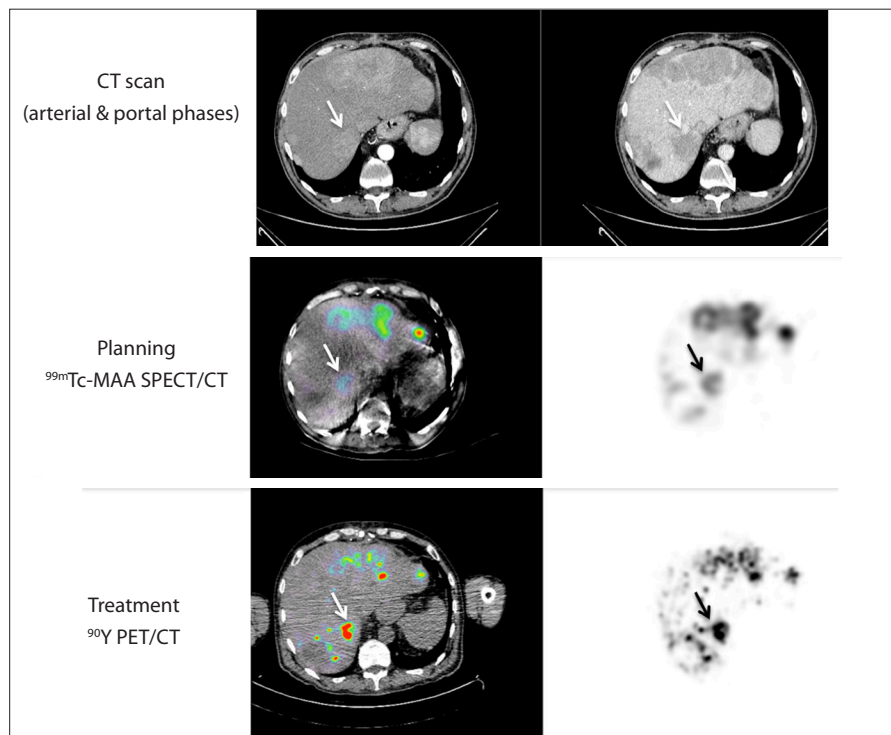 CT scan
(arterial & portal phases)
Planning
⁹⁹ᵐTc-MAA SPECT/CT
Treatment
⁹⁰Y PET/CT